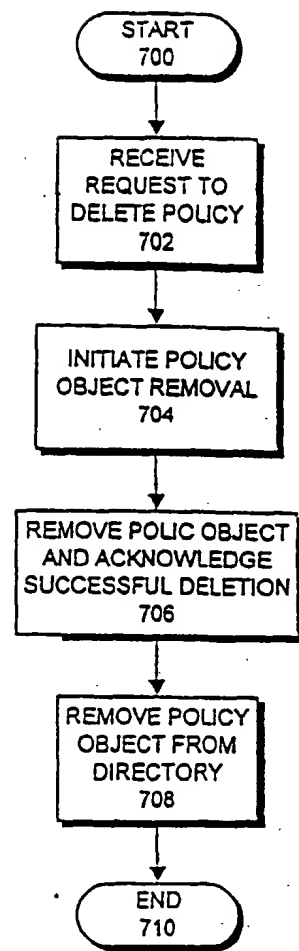 START
700
RECEIVE
REQUEST TO
DELETE POLICY
702
INITIATE POLICY
OBJECT REMOVAL
704
REMOVE POLIC OBJECT
AND ACKNOWLEDGE
SUCCESSFUL DELETION
706
REMOVE POLICY
OBJECT FROM
DIRECTORY
708
END
710